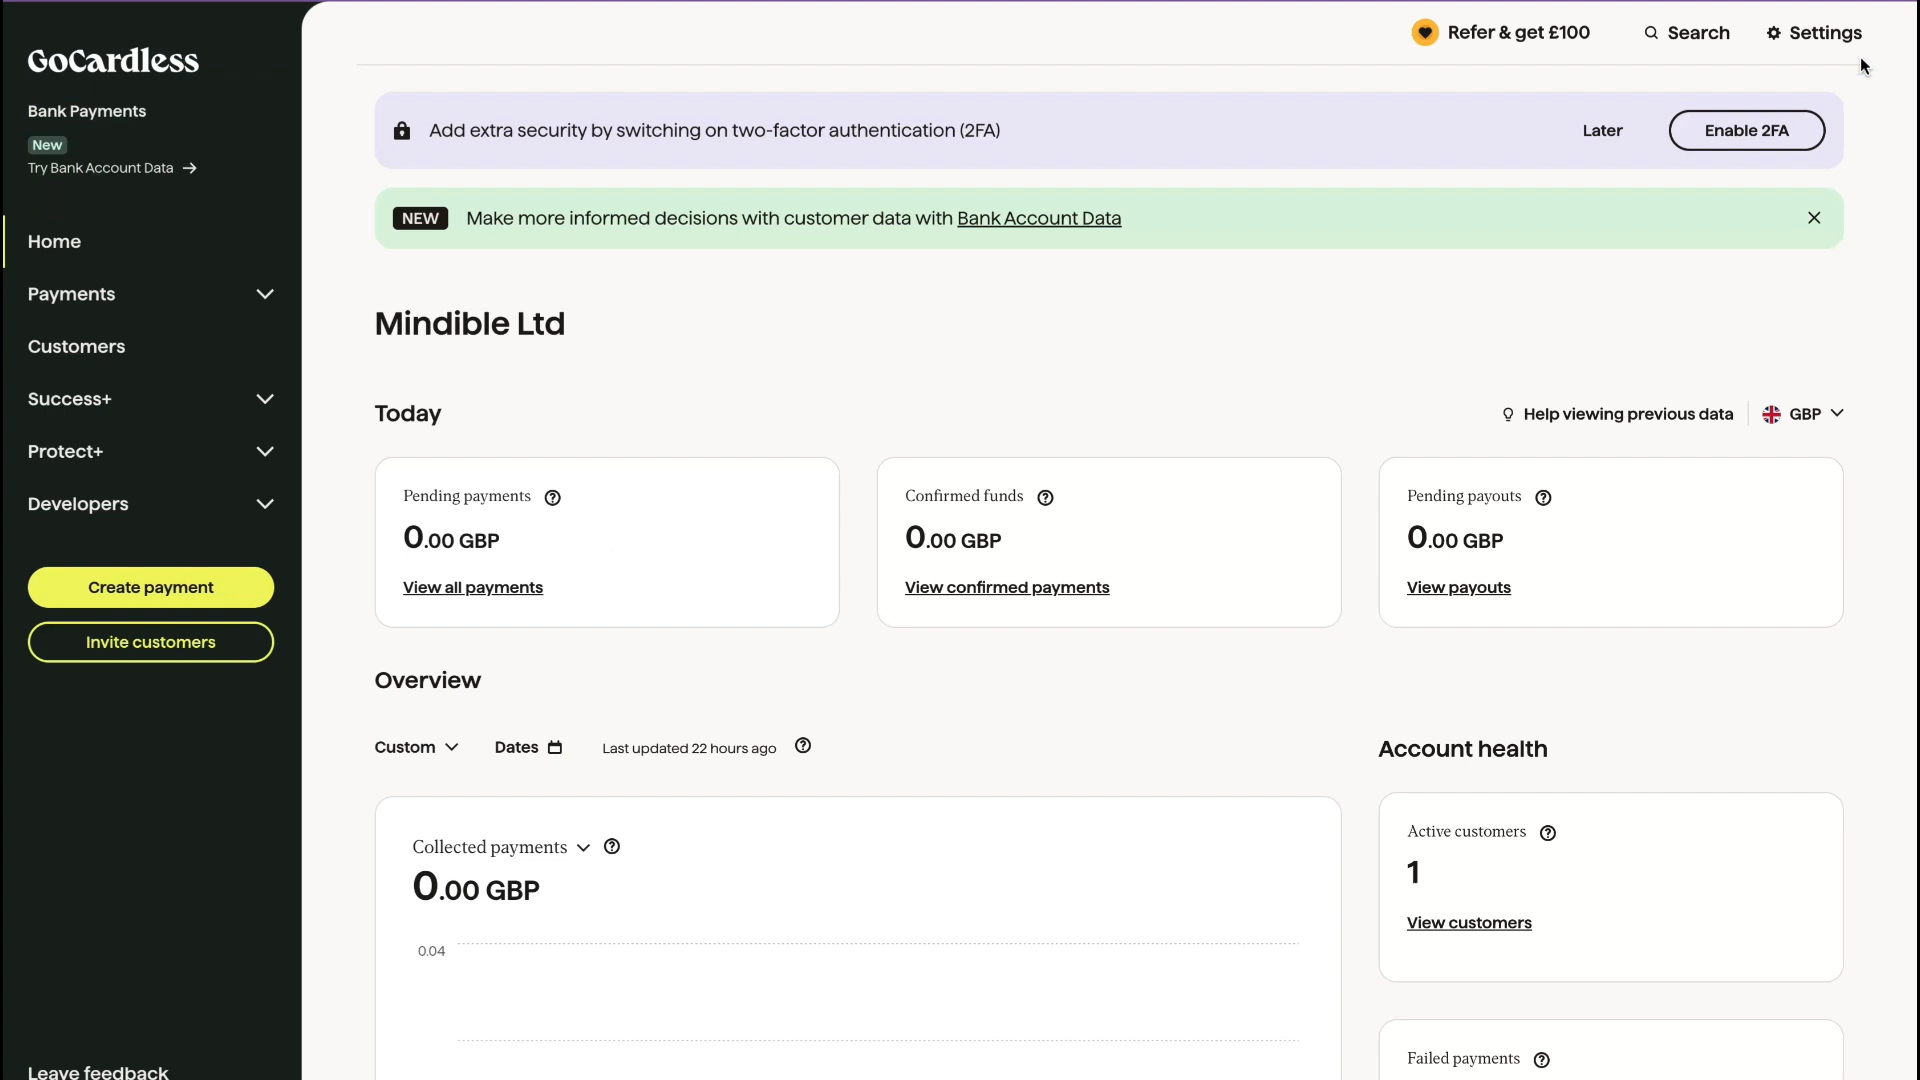 GoCardless
Bank Payments
New
Try Bank Account Data
Home
Payments
Customers
Success+
Protect+
Developers
Create payment
Invite customers
Leave feedback
Refer & get £100
Search
Settings
Add extra security by switching on two-factor authentication (2FA)
Later
Enable 2FA
NEW
Make more informed decisions with customer data with Bank Account Data
Mindible Ltd
Today
Help viewing previous data
GBP
Pending payments
0.00 GBP
View all payments
Confirmed funds
0.00 GBP
View confirmed payments
Pending payouts
0.00 GBP
View payouts
Overview
Custom
Dates
Last updated 22 hours ago
Collected payments
0.00 GBP
0.04
Account health
Active customers
1
View customers
Failed payments